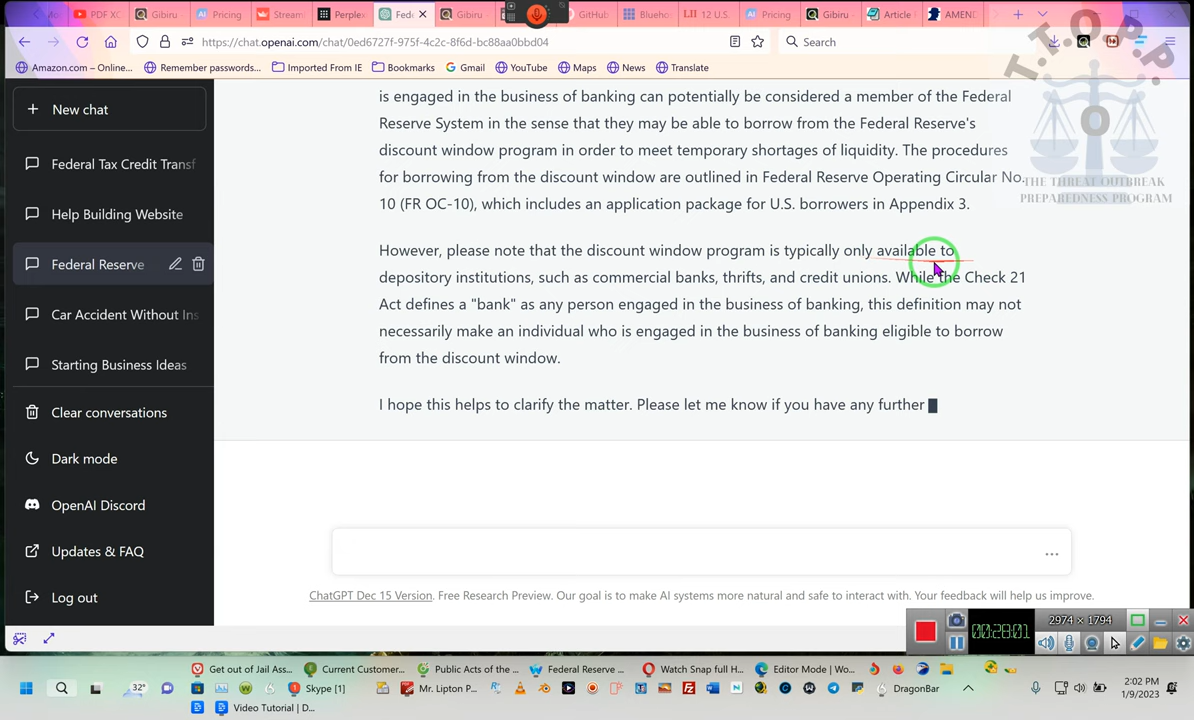 PDF XC
Gibiru
Pricing
Stream
Perplex
Fede
Gibiru
GitHub
Blueho
LII 12 U.S.
Pricing
Gibiru
Article
AMEND
https://chat.openai.com/chat/0ed6727f-975f-4c2c-8f6d-bc88aa0bbd04
Search
Amazon.com – Online...
Remember passwords...
Imported From IE
Bookmarks
Gmail
YouTube
Maps
News
Translate
T.T.O.P.P.
THE THREAT OUTBREAK
PREPAREDNESS PROGRAM
New chat
Federal Tax Credit Transf
Help Building Website
Federal Reserve
Car Accident Without Ins
Starting Business Ideas
Clear conversations
Dark mode
OpenAI Discord
Updates & FAQ
Log out
is engaged in the business of banking can potentially be considered a member of the Federal
Reserve System in the sense that they may be able to borrow from the Federal Reserve's
discount window program in order to meet temporary shortages of liquidity. The procedures
for borrowing from the discount window are outlined in Federal Reserve Operating Circular No.
10 (FR OC-10), which includes an application package for U.S. borrowers in Appendix 3.
However, please note that the discount window program is typically only available to
depository institutions, such as commercial banks, thrifts, and credit unions. While the Check 21
Act defines a "bank" as any person engaged in the business of banking, this definition may not
necessarily make an individual who is engaged in the business of banking eligible to borrow
from the discount window.
I hope this helps to clarify the matter. Please let me know if you have any further
...
ChatGPT Dec 15 Version. Free Research Preview. Our goal is to make AI systems more natural and safe to interact with. Your feedback will help us improve.
00:28:01
2974 × 1794
Get out of Jail Ass...
Current Customer...
Public Acts of the ...
Federal Reserve ...
Watch Snap full H...
Editor Mode | Wo...
32°
Skype [1]
Mr. Lipton P...
DragonBar
2:02 PM
1/9/2023
Video Tutorial | D...